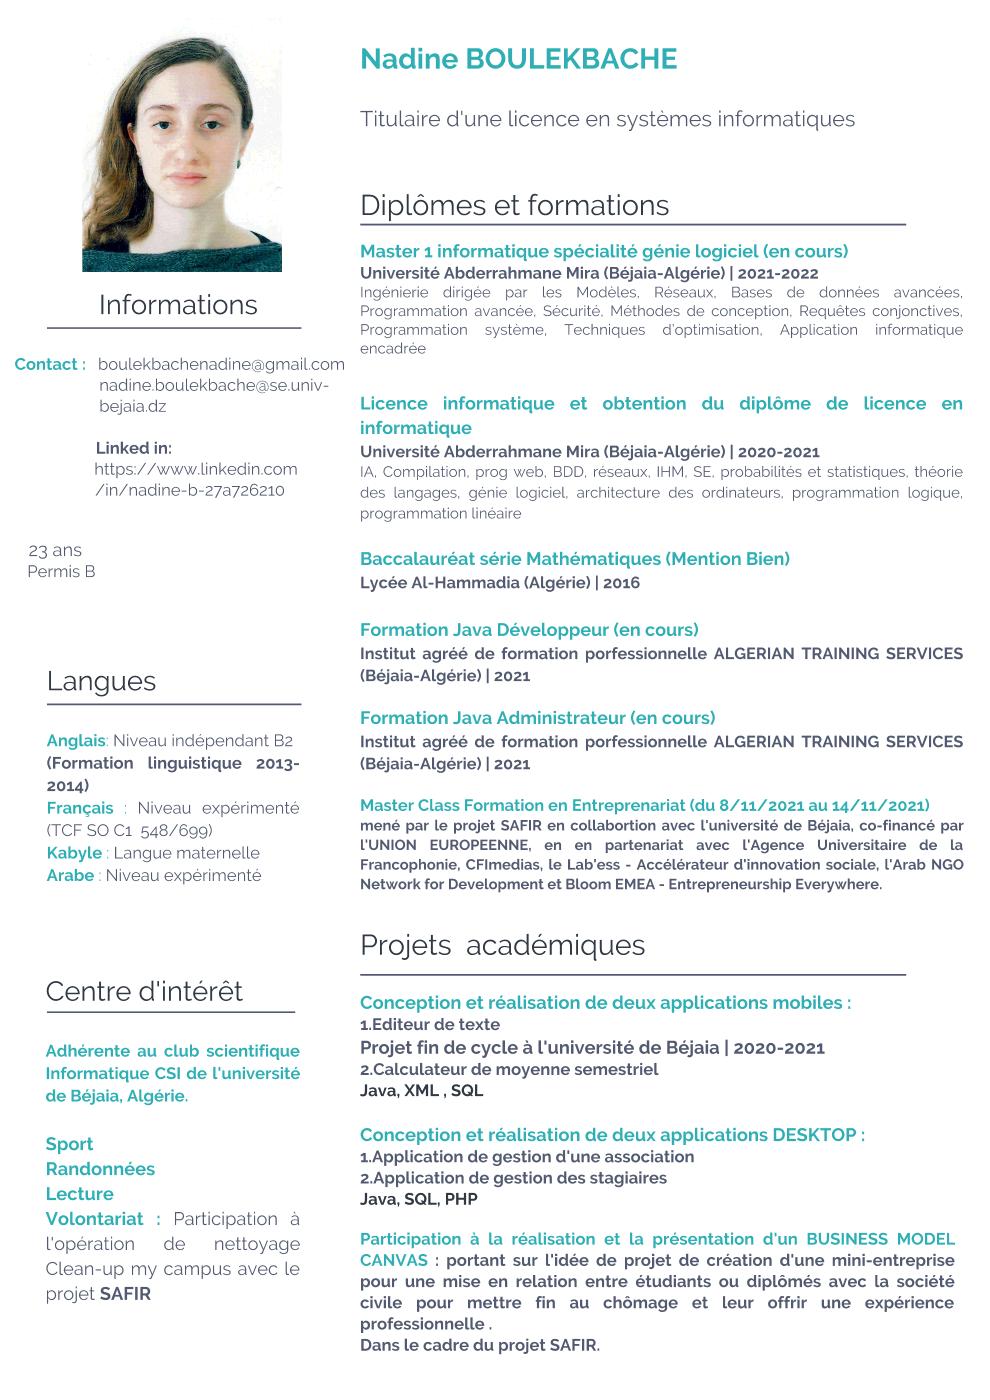 Nadine BOULEKBACHE
Titulaire d'une licence en systèmes informatiques
Informations
Contact : boulekbachenadine@gmail.com
nadine.boulekbache@se.univ-
bejaia.dz
Linked in:
https://www.linkedin.com
/in/nadine-b-27a726210
23 ans
Permis B
Langues
Anglais: Niveau indépendant B2
(Formation linguistique 2013-
2014)
Français : Niveau expérimenté
(TCF SO C1 548/699)
Kabyle : Langue maternelle
Arabe : Niveau expérimenté
Centre d'intérêt
Adhérente au club scientifique
Informatique CSI de l'université
de Béjaia, Algérie.
Sport
Randonnées
Lecture
Volontariat : Participation à
l'opération de nettoyage
Clean-up my campus avec le
projet SAFIR
Diplômes et formations
Master 1 informatique spécialité génie logiciel (en cours)
Université Abderrahmane Mira (Béjaia-Algérie) | 2021-2022
Ingénierie dirigée par les Modèles, Réseaux, Bases de données avancées,
Programmation avancée, Sécurité, Méthodes de conception, Requêtes conjonctives,
Programmation système, Techniques d'optimisation, Application informatique
encadrée
Licence informatique et obtention du diplôme de licence en
informatique
Université Abderrahmane Mira (Béjaia-Algérie) | 2020-2021
IA, Compilation, prog web, BDD, réseaux, IHM, SE, probabilités et statistiques, théorie
des langages, génie logiciel, architecture des ordinateurs, programmation logique,
programmation linéaire
Baccalauréat série Mathématiques (Mention Bien)
Lycée Al-Hammadia (Algérie) | 2016
Formation Java Développeur (en cours)
Institut agréé de formation porfessionnelle ALGERIAN TRAINING SERVICES
(Béjaia-Algérie) | 2021
Formation Java Administrateur (en cours)
Institut agréé de formation porfessionnelle ALGERIAN TRAINING SERVICES
(Béjaia-Algérie) | 2021
Master Class Formation en Entreprenariat (du 8/11/2021 au 14/11/2021)
mené par le projet SAFIR en collabortion avec l'université de Béjaia, co-financé par
l'UNION EUROPEENNE, en en partenariat avec l'Agence Universitaire de la
Francophonie, CFImedias, le Lab'ess - Accélérateur d'innovation sociale, l'Arab NGO
Network for Development et Bloom EMEA - Entrepreneurship Everywhere.
Projets académiques
Conception et réalisation de deux applications mobiles :
1.Editeur de texte
Projet fin de cycle à l'université de Béjaia | 2020-2021
2.Calculateur de moyenne semestriel
Java, XML , SQL
Conception et réalisation de deux applications DESKTOP :
1.Application de gestion d'une association
2.Application de gestion des stagiaires
Java, SQL, PHP
Participation à la réalisation et la présentation d'un BUSINESS MODEL
CANVAS : portant sur l'idée de projet de création d'une mini-entreprise
pour une mise en relation entre étudiants ou diplômés avec la société
civile pour mettre fin au chômage et leur offrir une expérience
professionnelle .
Dans le cadre du projet SAFIR.